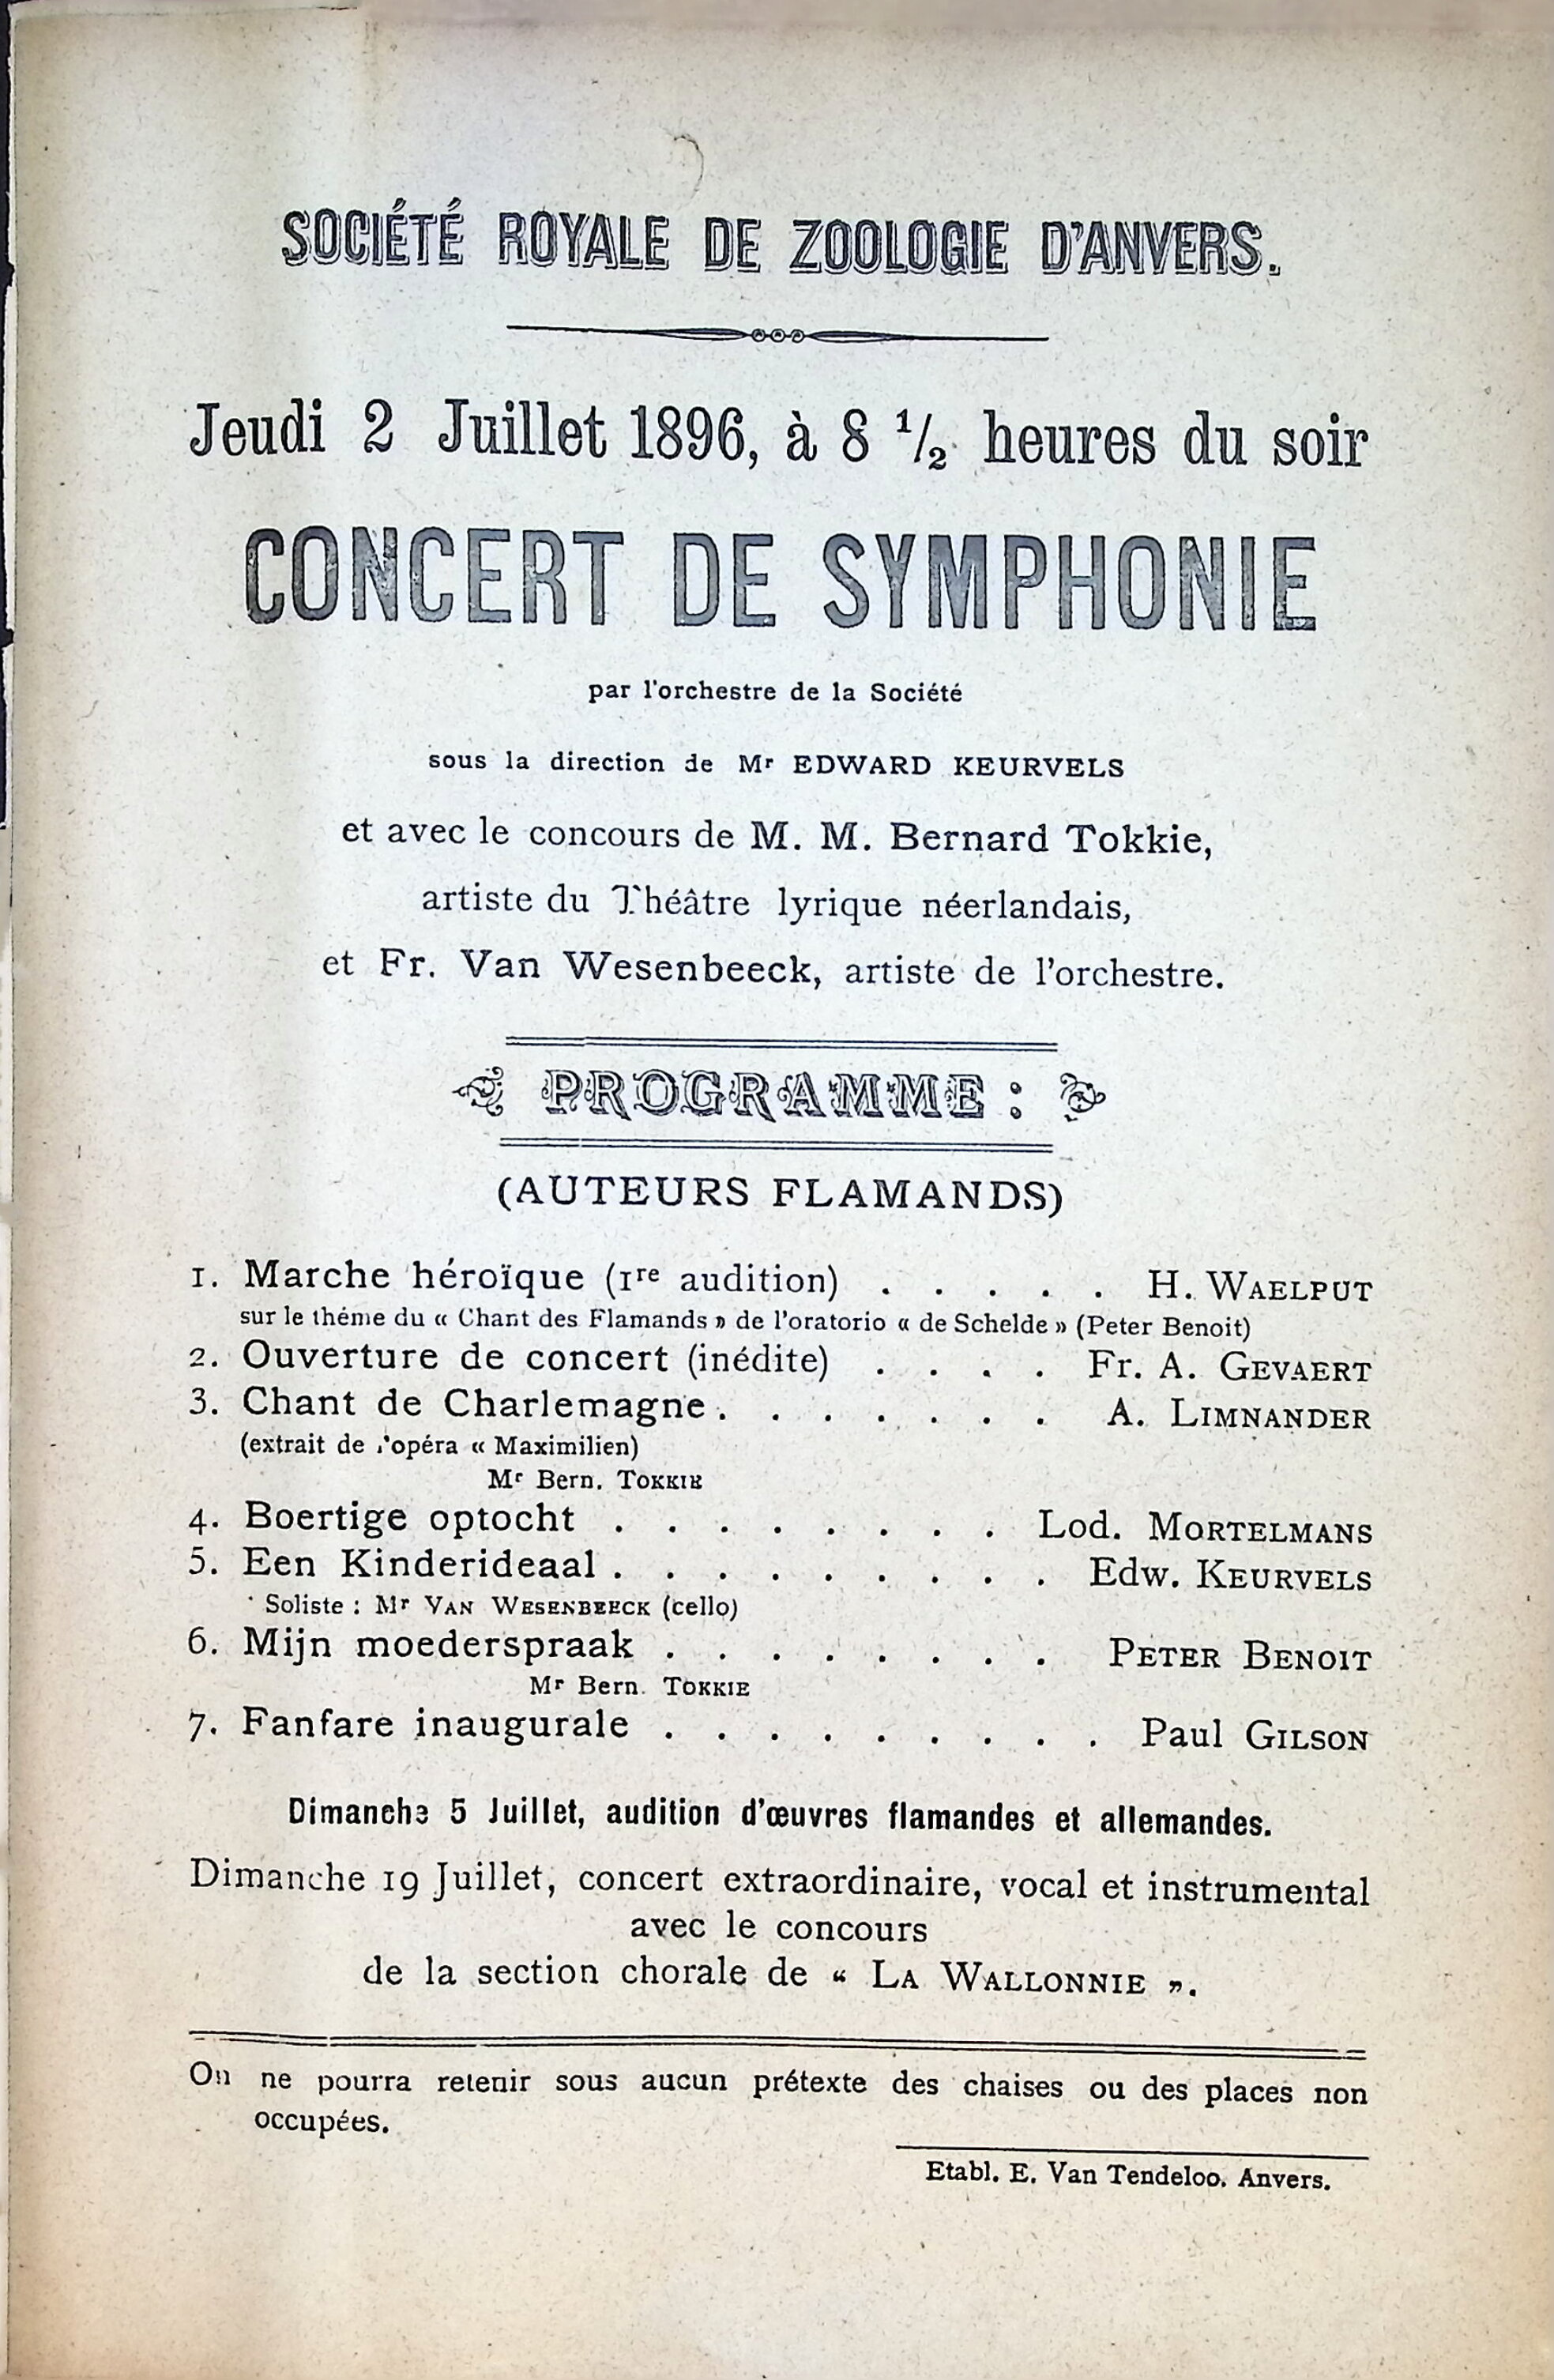 SOCIÉTÉ ROYALE DE ZOOLOGIE D'ANVERS.
Jeudi 2 Juillet 1896, à 8 1/2 heures du soir
CONCERT DE SYMPHONIE
par l'orchestre de la Société
sous la direction de Mr EDWARD KEURVELS
et avec le concours de M. M. Bernard Tokkie,
artiste du Théâtre lyrique néerlandais,
et Fr. Van Wesenbeeck, artiste de l'orchestre.
PROGRAMME :
(AUTEURS FLAMANDS)
1. Marche héroïque (1re audition) . . . . . H. WAELPUT
sur le thème du « Chant des Flamands » de l'oratorio « de Schelde » (Peter Benoit)
2. Ouverture de concert (inédite) . . . . Fr. A. GEVAERT
3. Chant de Charlemagne . . . . . . . A. LIMNANDER
(extrait de l'opéra « Maximilien)
Mr Bern. TOKKIE
4. Boertige optocht . . . . . . . . Lod. MORTELMANS
5. Een Kinderideaal . . . . . . . . . Edw. KEURVELS
Soliste : Mr VAN WESENBEECK (cello)
6. Mijn moederspraak . . . . . . . . PETER BENOIT
Mr Bern. TOKKIE
7. Fanfare inaugurale . . . . . . . . . Paul GILSON
Dimanche 5 Juillet, audition d'œuvres flamandes et allemandes.
Dimanche 19 Juillet, concert extraordinaire, vocal et instrumental
avec le concours
de la section chorale de “ LA WALLONNIE ”.
On ne pourra retenir sous aucun prétexte des chaises ou des places non
occupées.
Etabl. E. Van Tendeloo. Anvers.